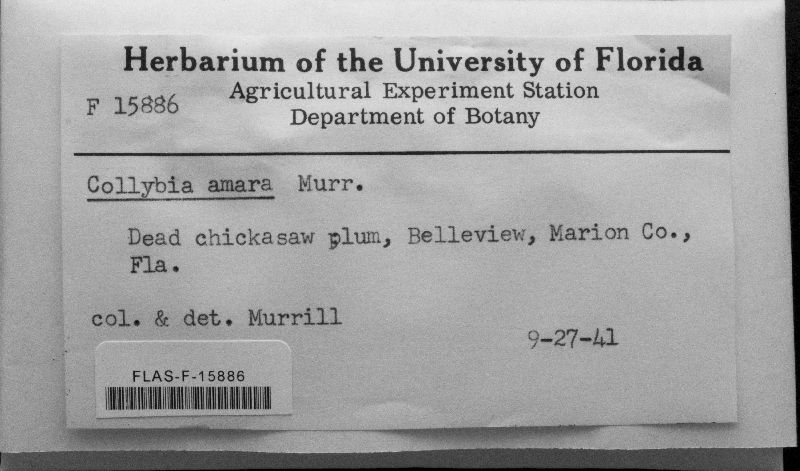 Herbarium of the University of Florida
Agricultural Experiment Station
F 15886
Department of Botany
Collybia amara Murr.
Dead chickasaw plum, Belleview, Marion Co.,
Fla.
col. & det. Murrill
9-27-41
FLAS-F-15886